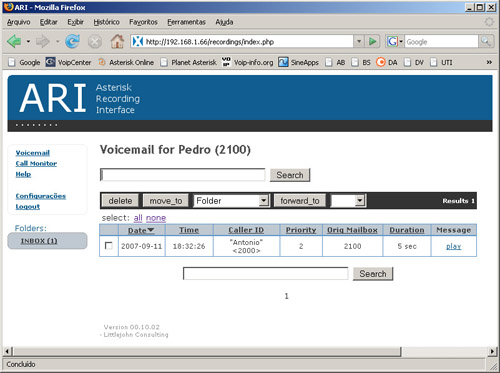 ARI - Mozilla Firefox
Arquivo Editar Exibir Histórico Favoritos Ferramentas Ajuda
http://192.168.1.66/recordings/index.php Google
Google VoipCenter Asterisk Online Planet Asterisk Voip-info.org SineApps AB BS DA DV UTI
ARI Asterisk
Recording
Interface
Voicemail
Call Monitor
Help
Configurações
Logout
Folders:
INBOX (1)
Voicemail for Pedro (2100)
Search
delete move_to Folder forward_to Results 1
select: all none
Date Time Caller ID Priority Orig Mailbox Duration Message
2007-09-11 18:32:26 "Antonio" 2 2100 5 sec play
<2000>
Search
1
Version 00.10.02
- Littlejohn Consulting
Concluído